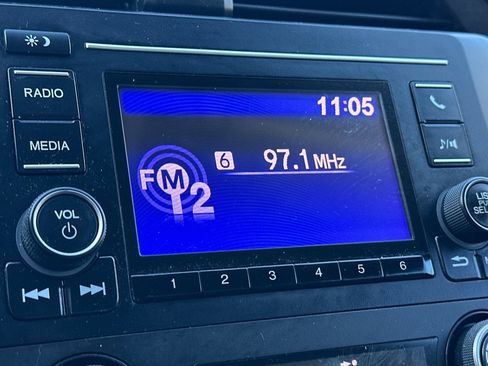 RADIO
MEDIA
VOL
11:05
6 97.1 MHz
FM2
1 2 3 4 5 6